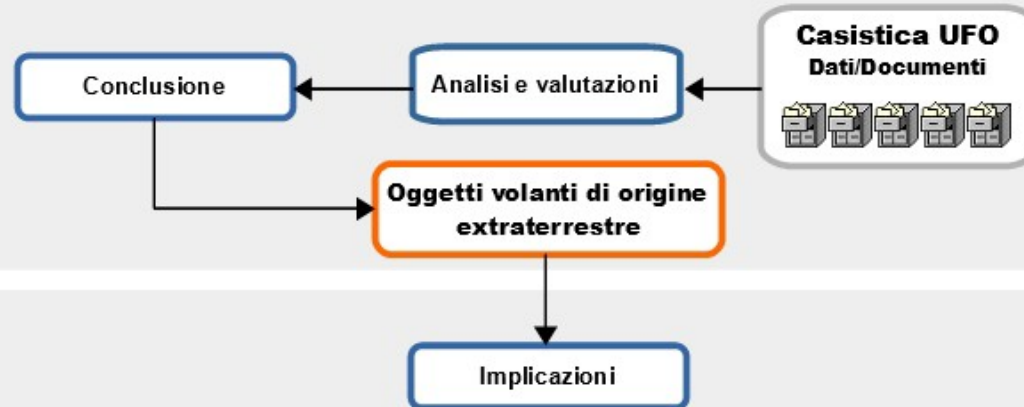 Casistica UFO
Dati/Documenti
Analisi e valutazioni
Conclusione
Oggetti volanti di origine
extraterrestre
Implicazioni